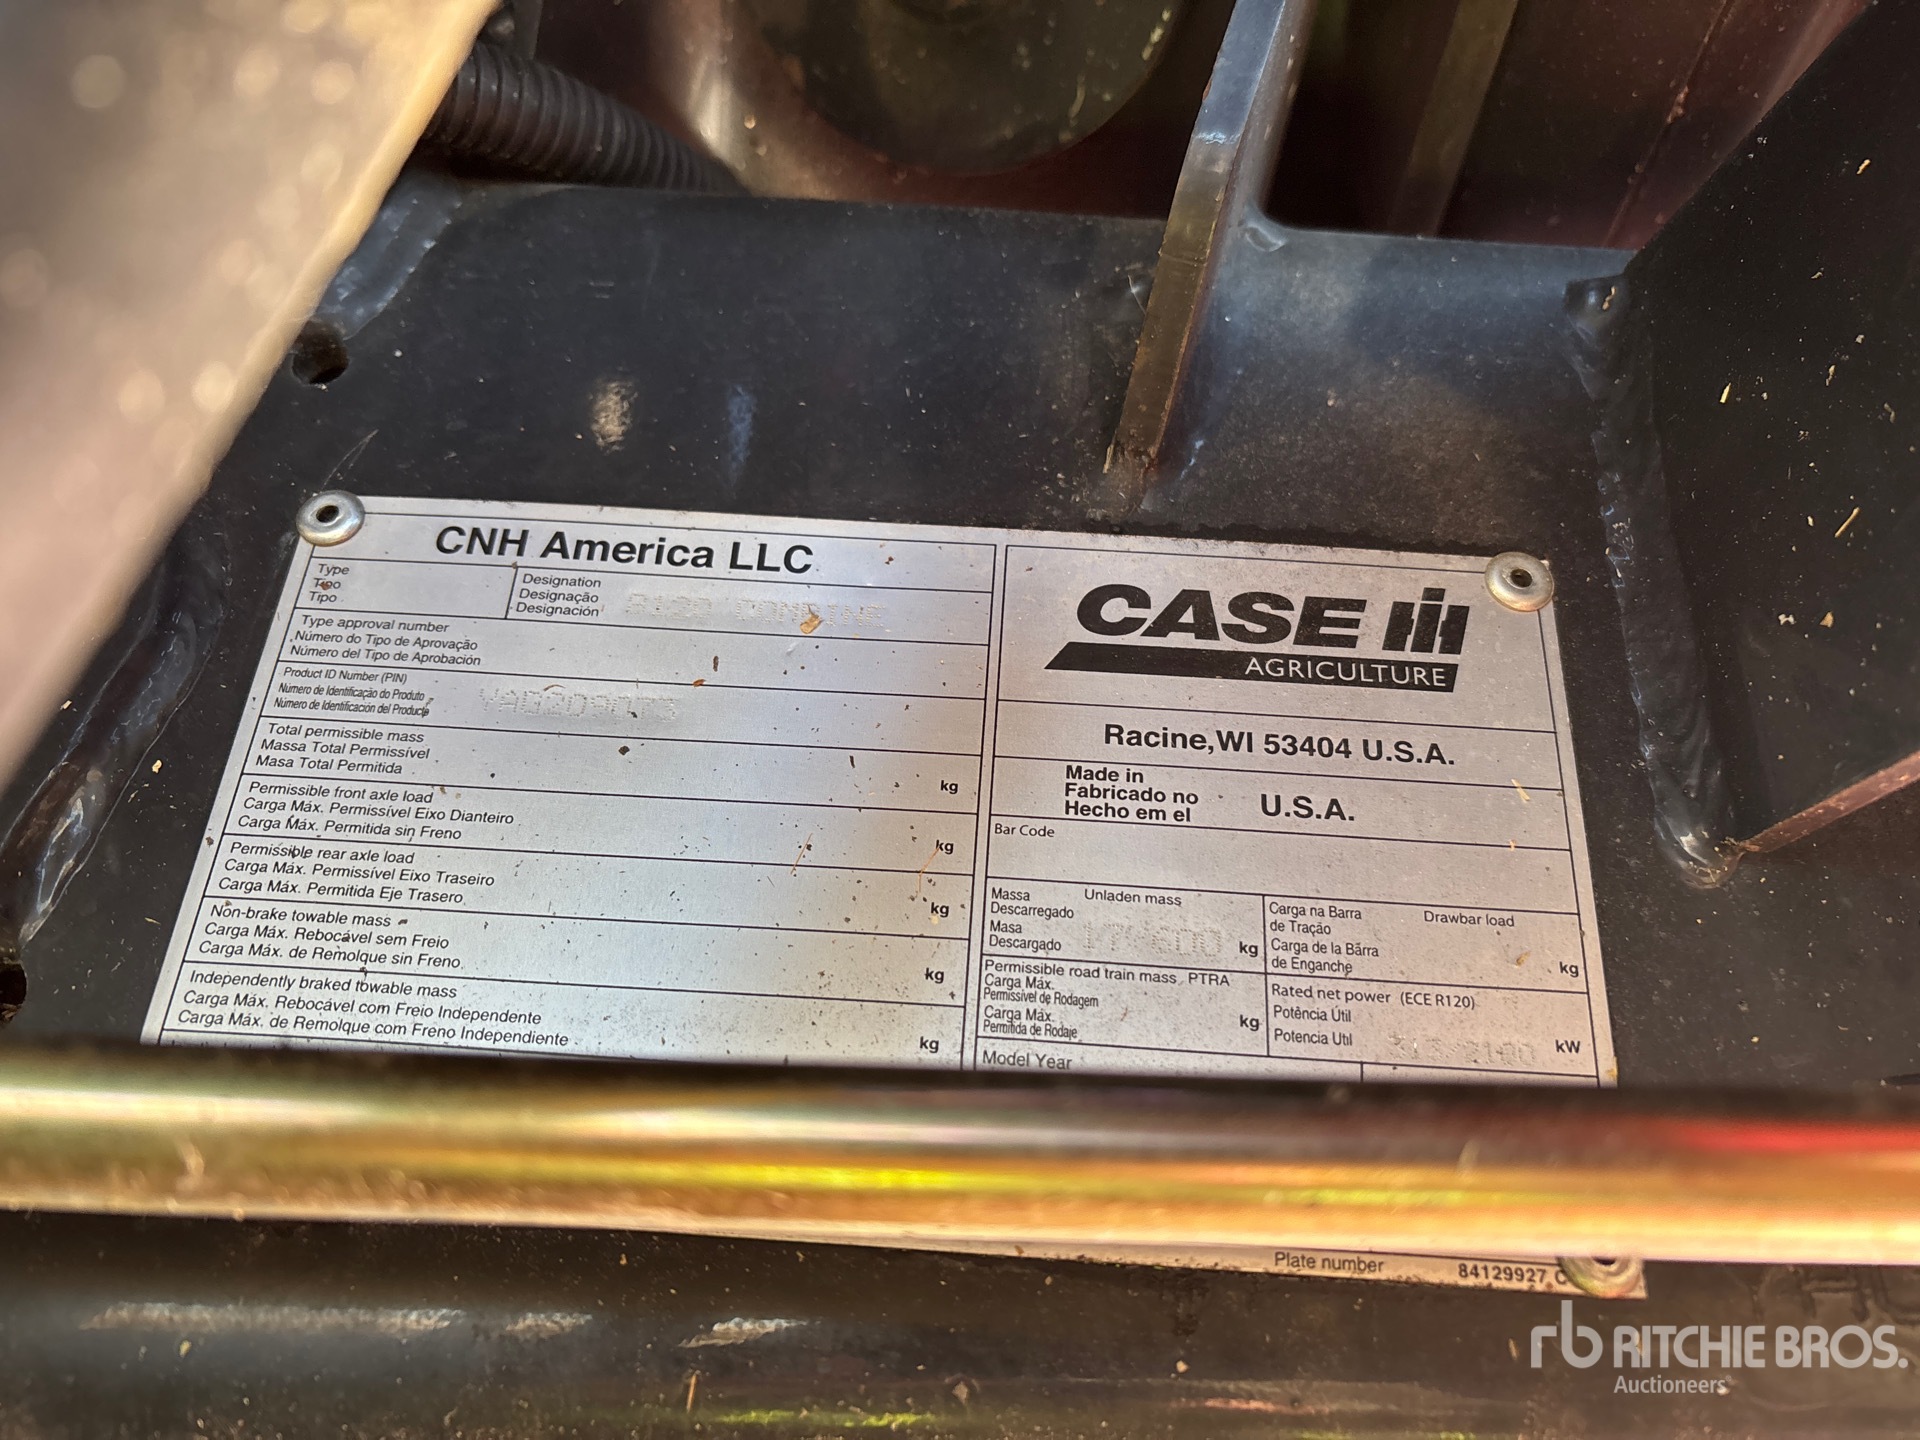 CNH America LLC
Type
Tipo
Tipo
Designation
Designação
Designación
8120 COMBINE
Type approval number
Número do Tipo de Aprovação
Número del Tipo de Aprobación
Product ID Number (PIN)
Número de Identificação do Produto
Número de Identificación del Producte
Total permissible mass
Massa Total Permissível
Masa Total Permitida
kg
Permissible front axle load
Carga Máx. Permissível Eixo Dianteiro
Carga Máx. Permitida sin Freno
kg
Permissible rear axle load
Carga Máx. Permissível Eixo Traseiro
Carga Máx. Permitida Eje Trasero
kg
Non-brake towable mass
Carga Máx. Rebocável sem Freio
Carga Máx. de Remolque sin Freno
kg
Independently braked towable mass
Carga Máx. Rebocável com Freio Independente
Carga Máx. de Remolque com Freno Independiente
kg
CASE IH
AGRICULTURE
Racine, WI 53404 U.S.A.
Made in
Fabricado no
Hecho em el
U.S.A.
Bar Code
Massa
Descarregado
Masa
Descargado
Unladen mass
kg
Carga na Barra
de Tração
Carga de la Bárra
de Enganche
Drawbar load
kg
Permissible road train mass PTRA
Carga Máx.
Permissível de Rodagem
Carga Máx.
Permitida de Rodaje
kg
Rated net power (ECE R120)
Potência Útil
Potencia Util
kW
Model Year
Plate number
84129927 C
rb RITCHIE BROS.
Auctioneers